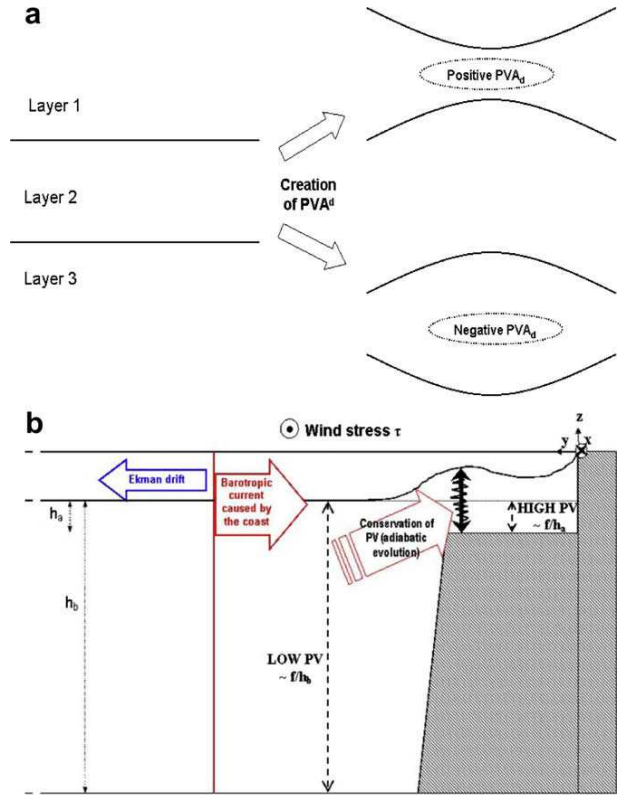 a
Layer 1
Layer 2
Layer 3
Creation
of PVAᵈ
Positive PVA_d
Negative PVA_d
b
Wind stress τ
z
y
x
Ekman drift
Barotropic
current
caused by
the coast
h_a
h_b
Conservation of
PV (adiabatic
evolution)
HIGH PV
~ f/h_a
LOW PV
~ f/h_b